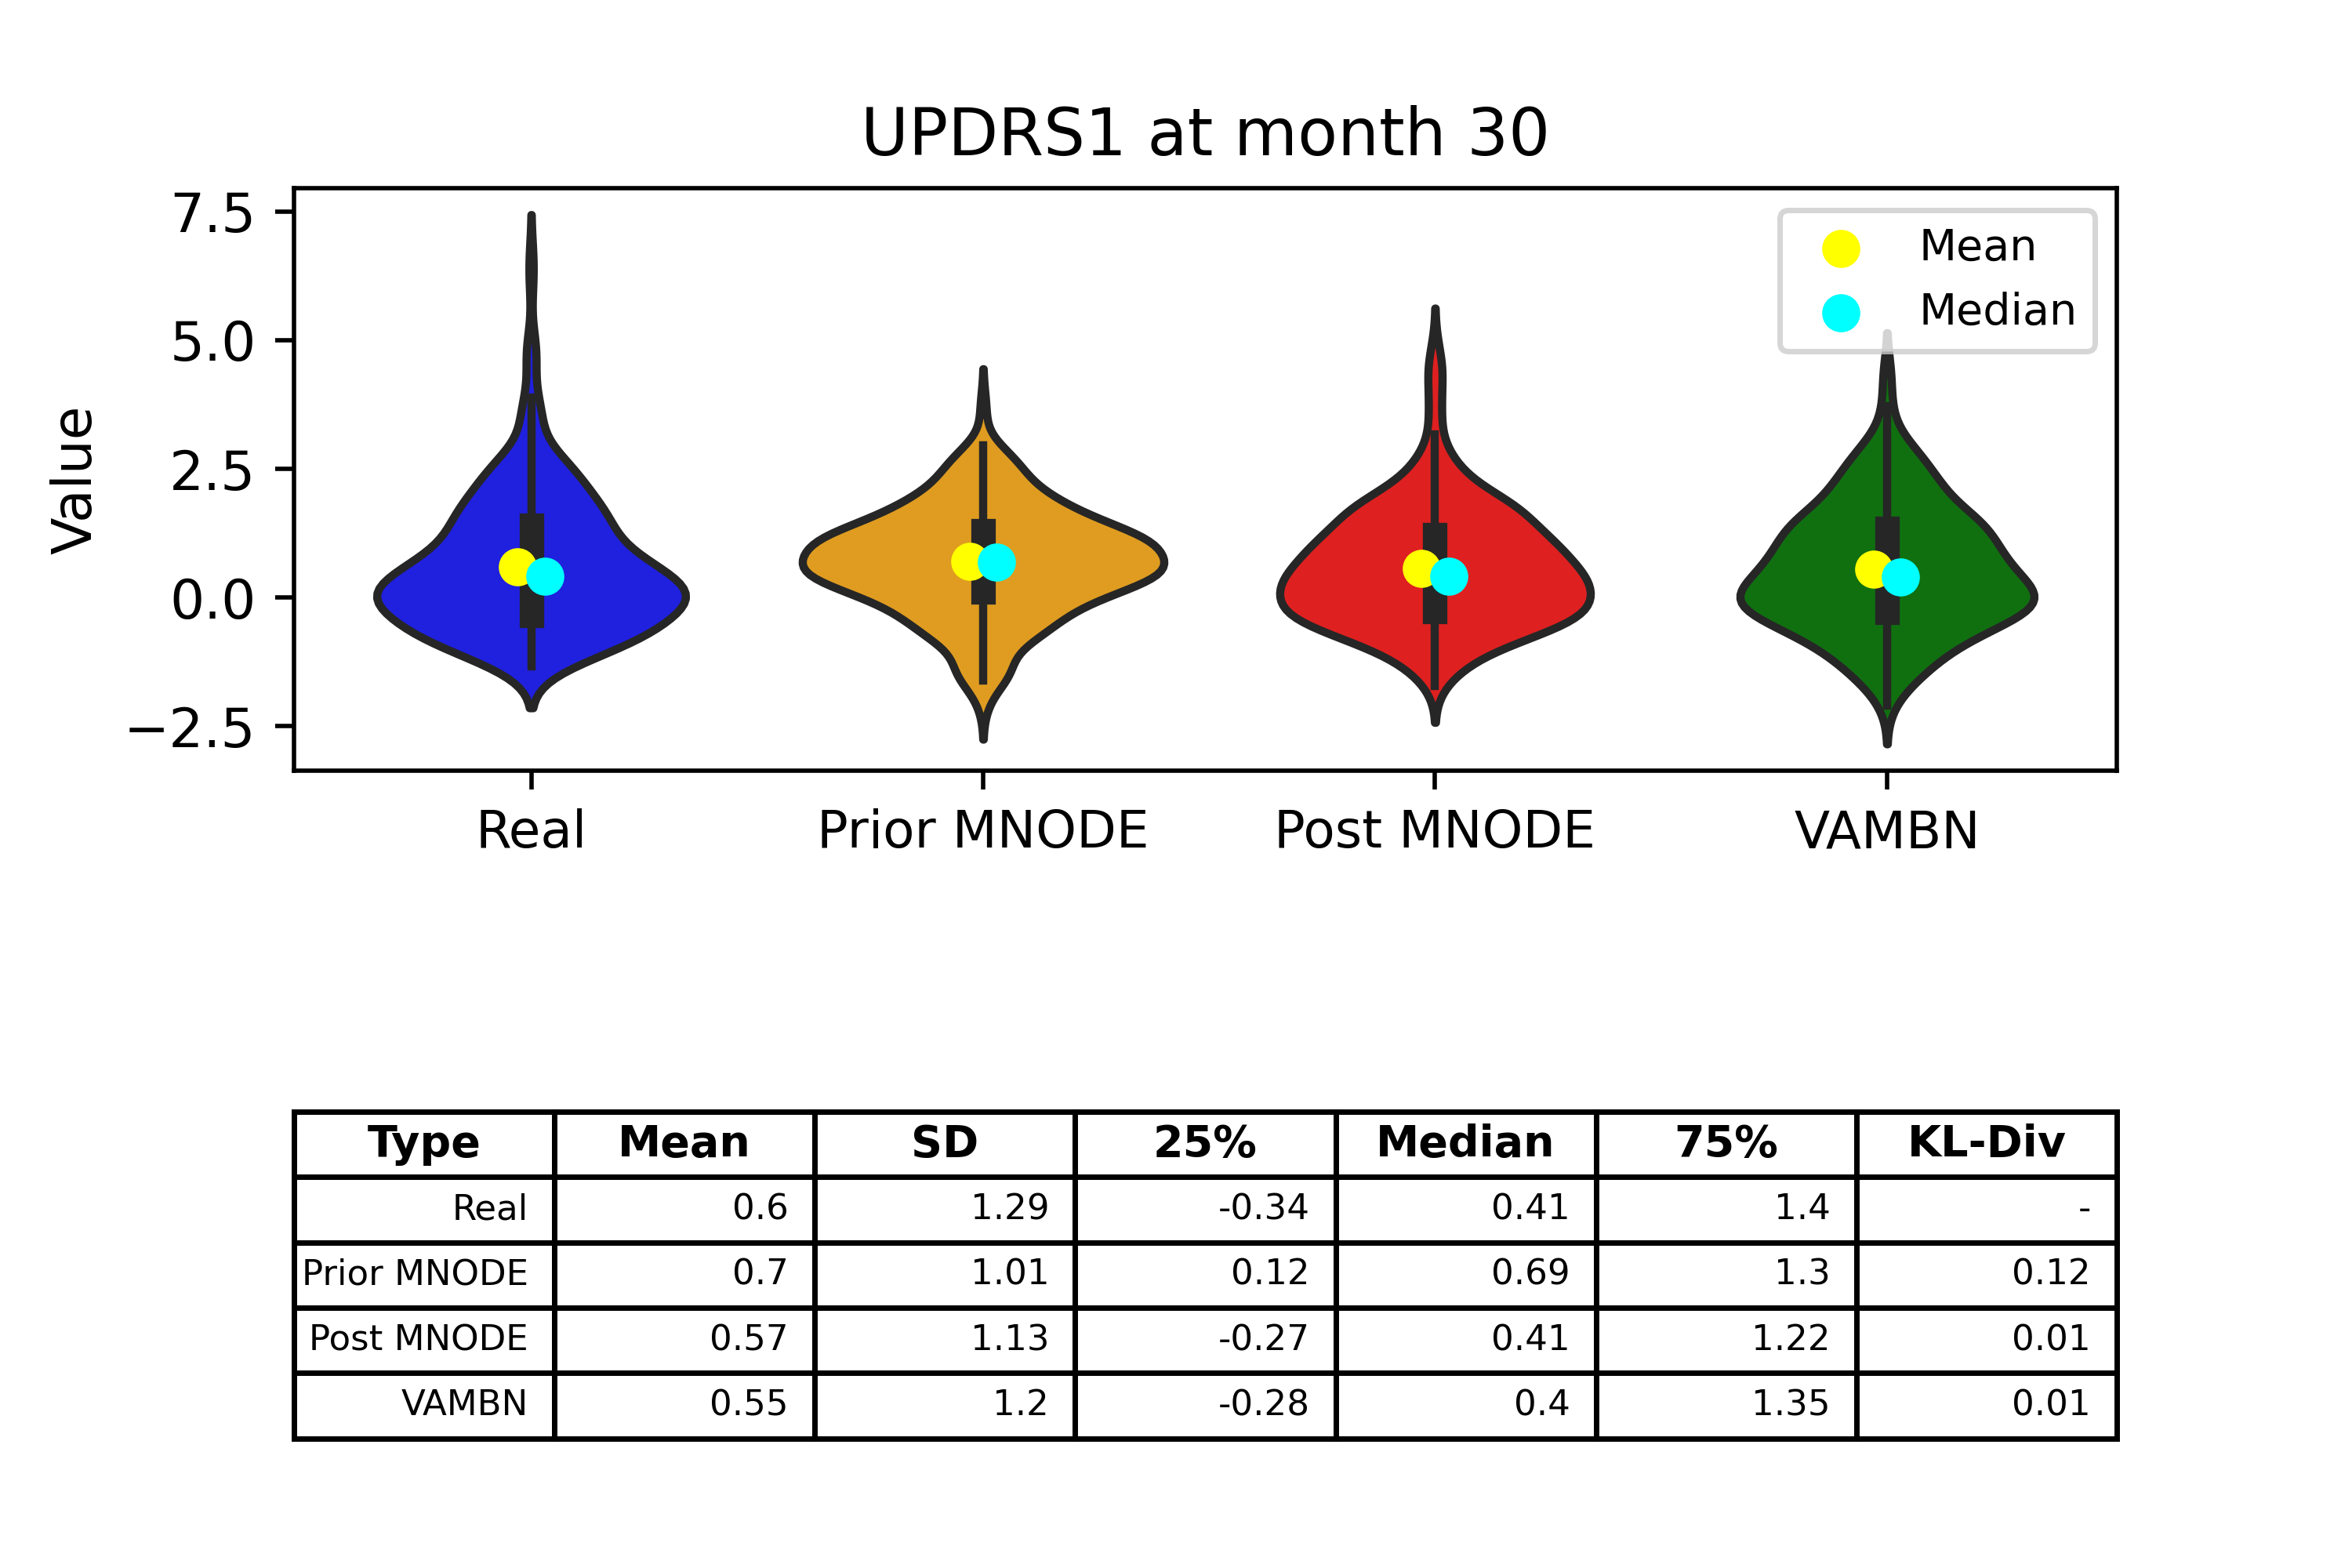 UPDRS1 at month 30
7.5
5.0
2.5
0.0
−2.5
Value
Mean
Median
Real Prior MNODE Post MNODE VAMBN
Type Mean SD 25% Median 75% KL-Div
Real 0.6 1.29 -0.34 0.41 1.4 -
Prior MNODE 0.7 1.01 0.12 0.69 1.3 0.12
Post MNODE 0.57 1.13 -0.27 0.41 1.22 0.01
VAMBN 0.55 1.2 -0.28 0.4 1.35 0.01